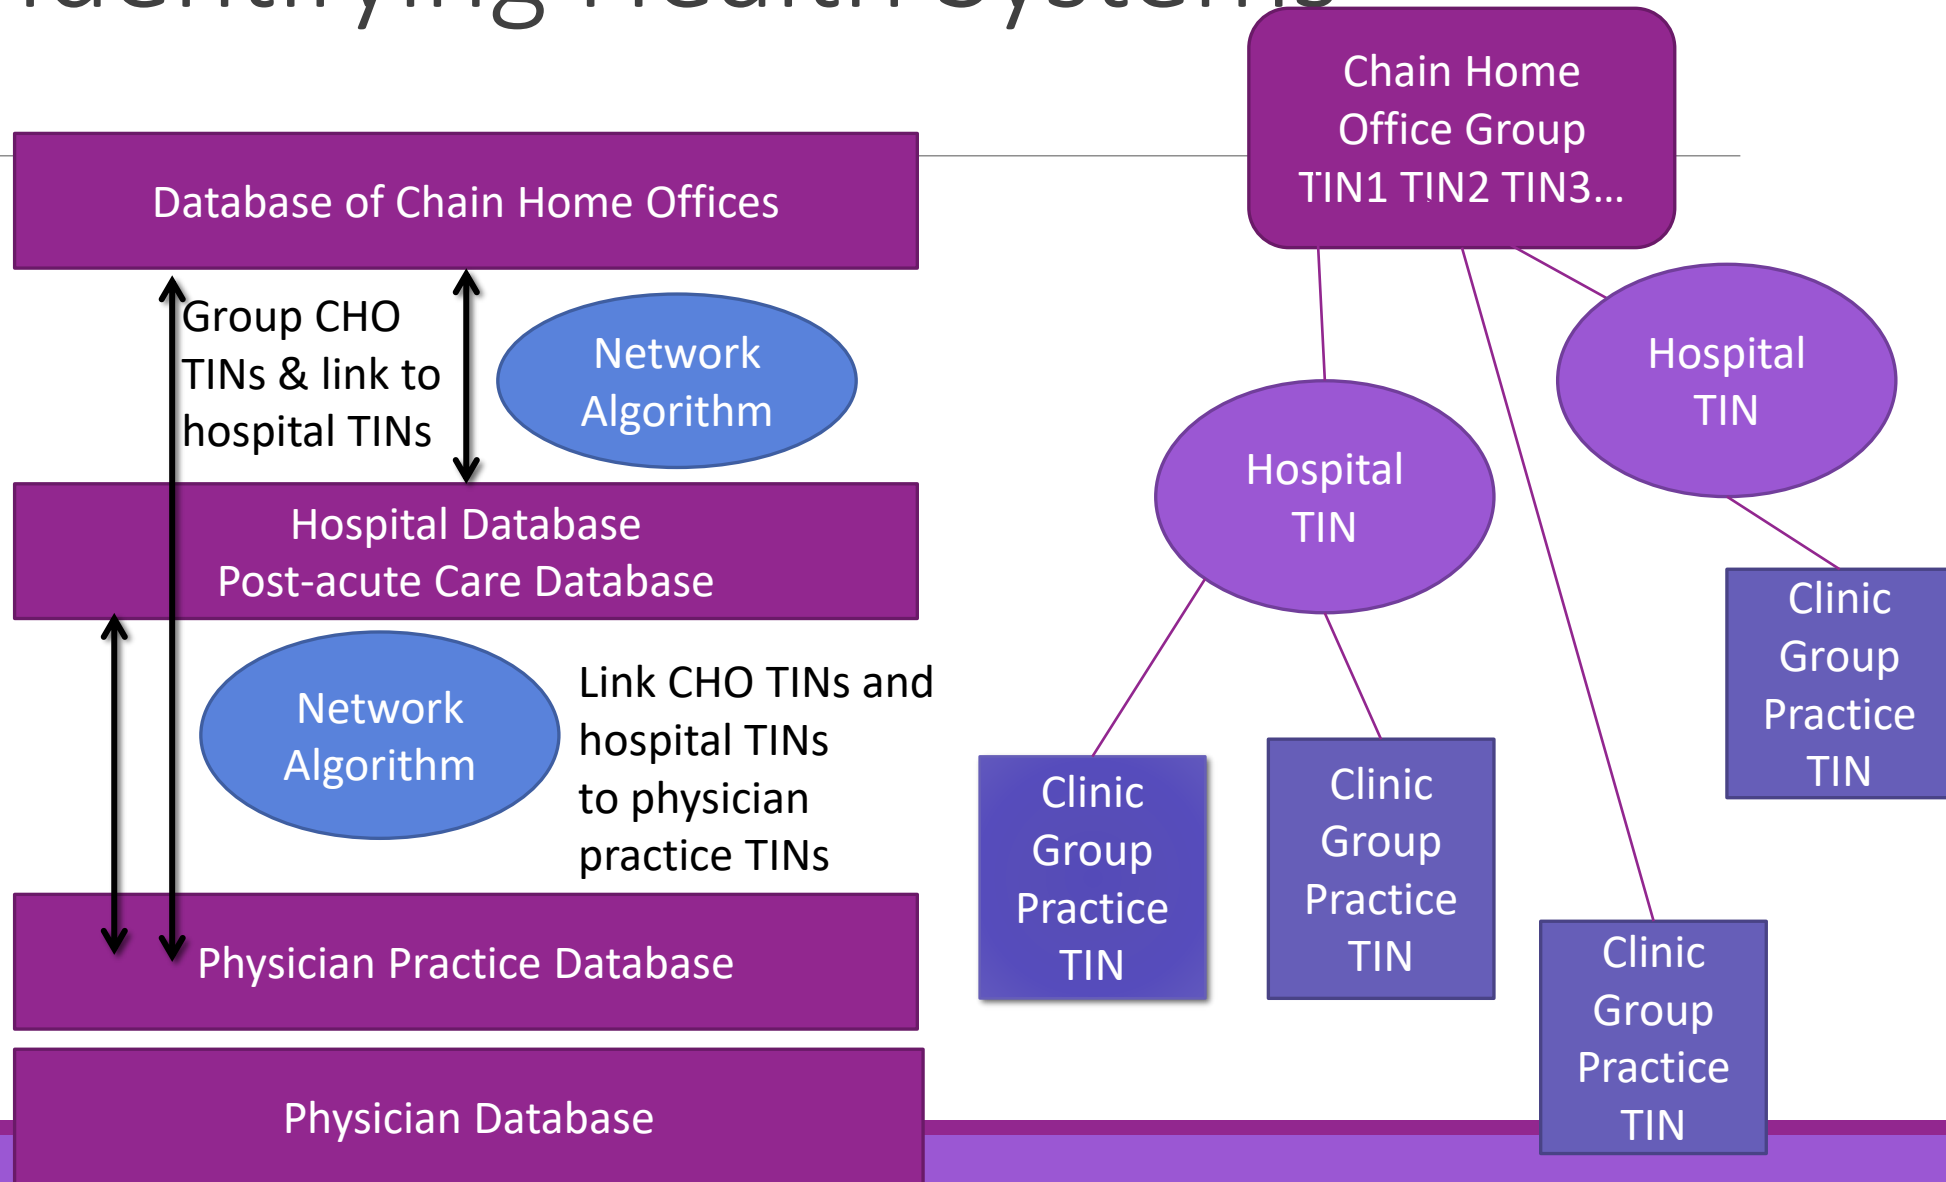 Identifying Health Systems
Chain Home
Office Group
TIN1 TIN2 TIN3...
Database of Chain Home Offices
Group CHO
TINs & link to
hospital TINs
Network
Algorithm
Hospital
TIN
Hospital
TIN
Hospital Database
Post-acute Care Database
Clinic
Group
Practice
TIN
Network
Algorithm
Link CHO TINs and
hospital TINs
to physician
practice TINs
Clinic
Group
Practice
TIN
Clinic
Group
Practice
TIN
Clinic
Group
Practice
TIN
Physician Practice Database
Physician Database